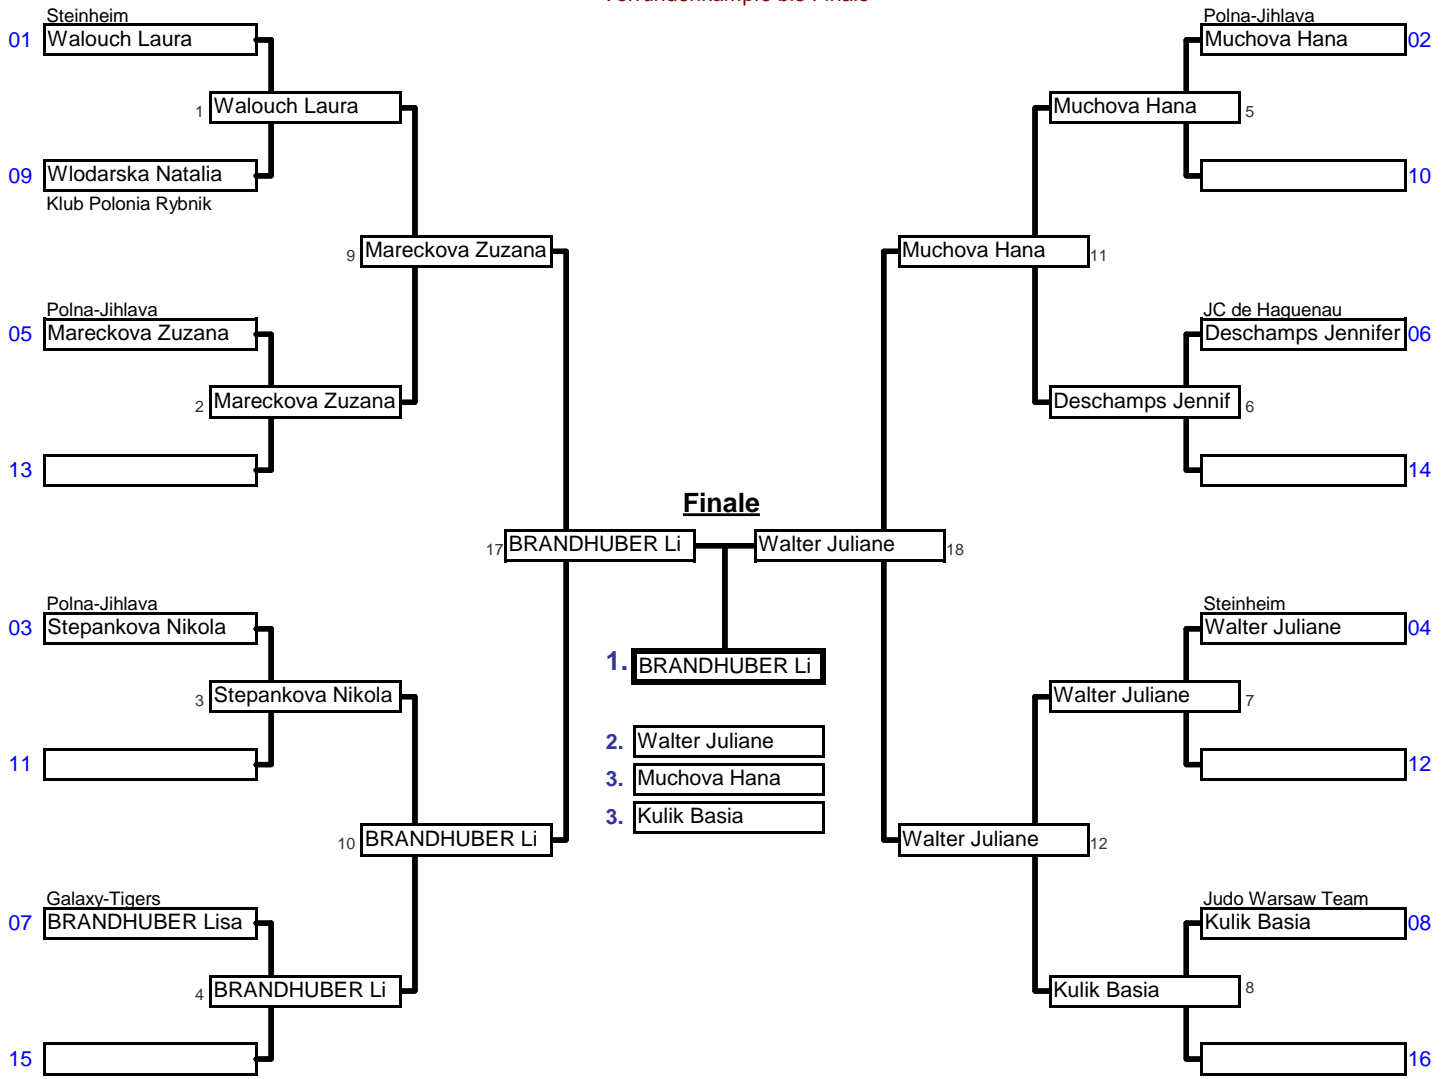 Vorrundenkämpfe bis Finale
Steinheim
01 Walouch Laura
1 Walouch Laura
09 Wlodarska Natalia
Klub Polonia Rybnik
9 Mareckova Zuzana
Polna-Jihlava
05 Mareckova Zuzana
2 Mareckova Zuzana
13
17 BRANDHUBER Li
Polna-Jihlava
03 Stepankova Nikola
3 Stepankova Nikola
11
10 BRANDHUBER Li
Galaxy-Tigers
07 BRANDHUBER Lisa
4 BRANDHUBER Li
15
Finale
1. BRANDHUBER Li
2. Walter Juliane
3. Muchova Hana
3. Kulik Basia
Polna-Jihlava
Muchova Hana 02
Muchova Hana 5
10
Muchova Hana 11
JC de Haguenau
Deschamps Jennifer 06
Deschamps Jennif 6
14
Walter Juliane 18
Steinheim
Walter Juliane 04
Walter Juliane 7
12
Walter Juliane 12
Judo Warsaw Team
Kulik Basia 08
Kulik Basia 8
16